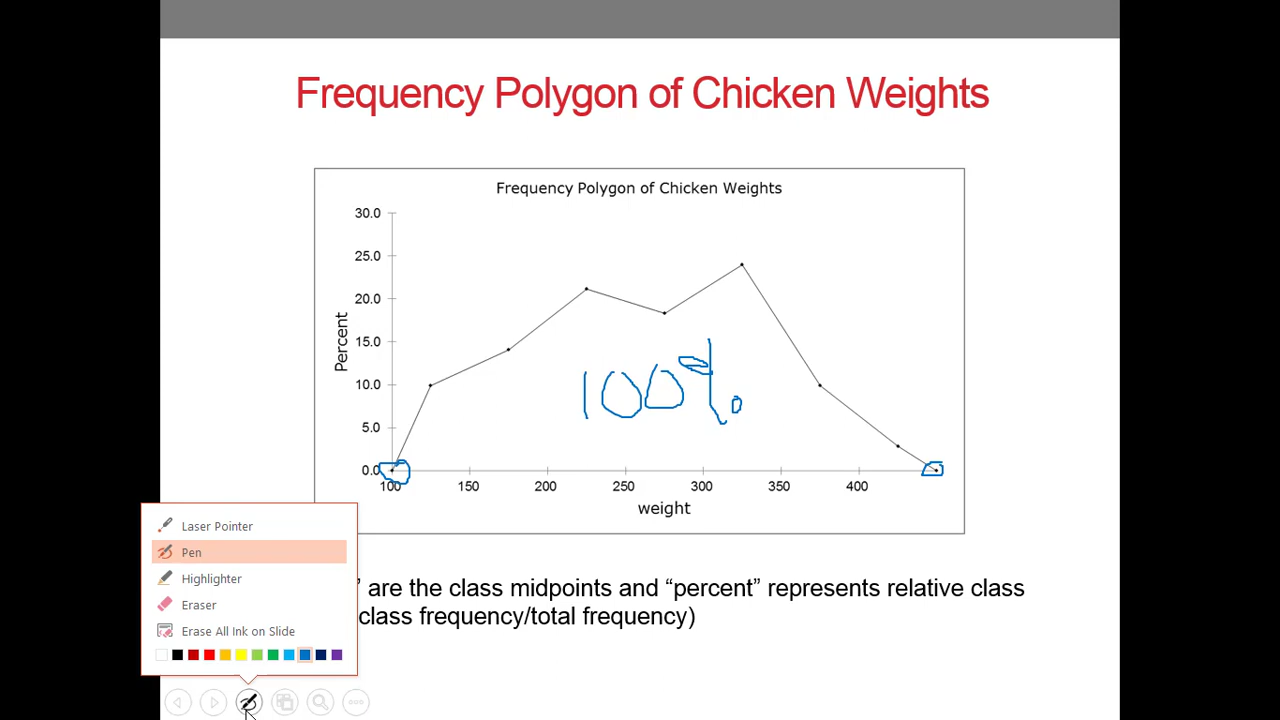 Frequency Polygon of Chicken Weights
Frequency Polygon of Chicken Weights
30.0
25.0
20.0
15.0
10.0
5.0
0.0
Percent
100%
100 150 200 250 300 350 400
weight
Laser Pointer
Pen
Highlighter
Eraser
Erase All Ink on Slide
” are the class midpoints and “percent” represents relative class
class frequency/total frequency)